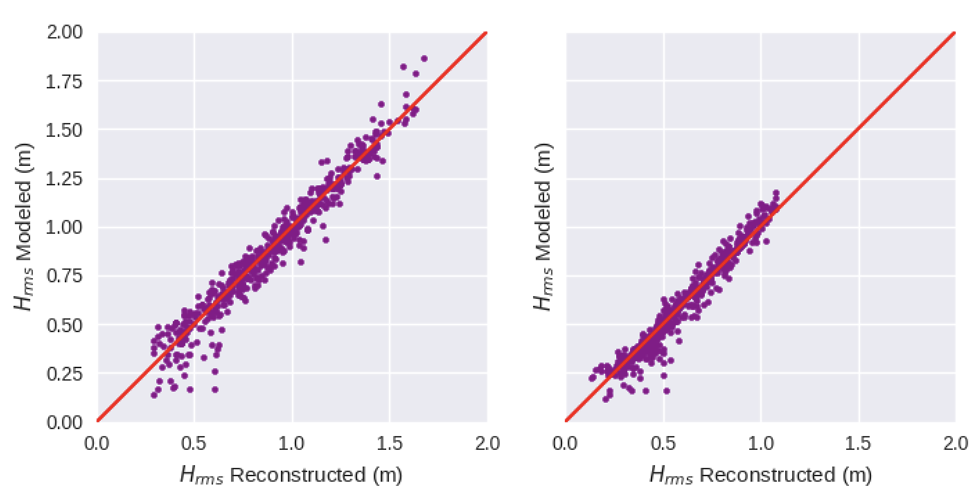 2.00
1.75
1.50
1.25
1.00
0.75
0.50
0.25
0.00
H_rms Modeled (m)
0.0 0.5 1.0 1.5 2.0
H_rms Reconstructed (m)
H_rms Modeled (m)
0.0 0.5 1.0 1.5 2.0
H_rms Reconstructed (m)